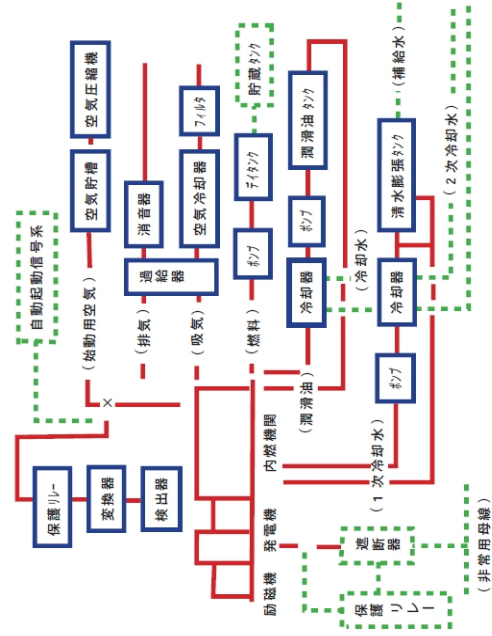 空気圧縮機
空気貯槽
自動起動信号系
(始動用空気)
消音器
(排気)
フィルタ
空気冷却器
過給器
(吸気)
貯蔵タンク
デイタンク
ポンプ
(燃料)
潤滑油タンク
ポンプ
冷却器
(冷却水)
(潤滑油)
(補給水)
清水膨張タンク
(2次冷却水)
冷却器
ポンプ
(1次冷却水)
内燃機関
発電機
励磁機
保護リレー
変換器
検出器
遮断器
保護リレー
(非常用母線)
×